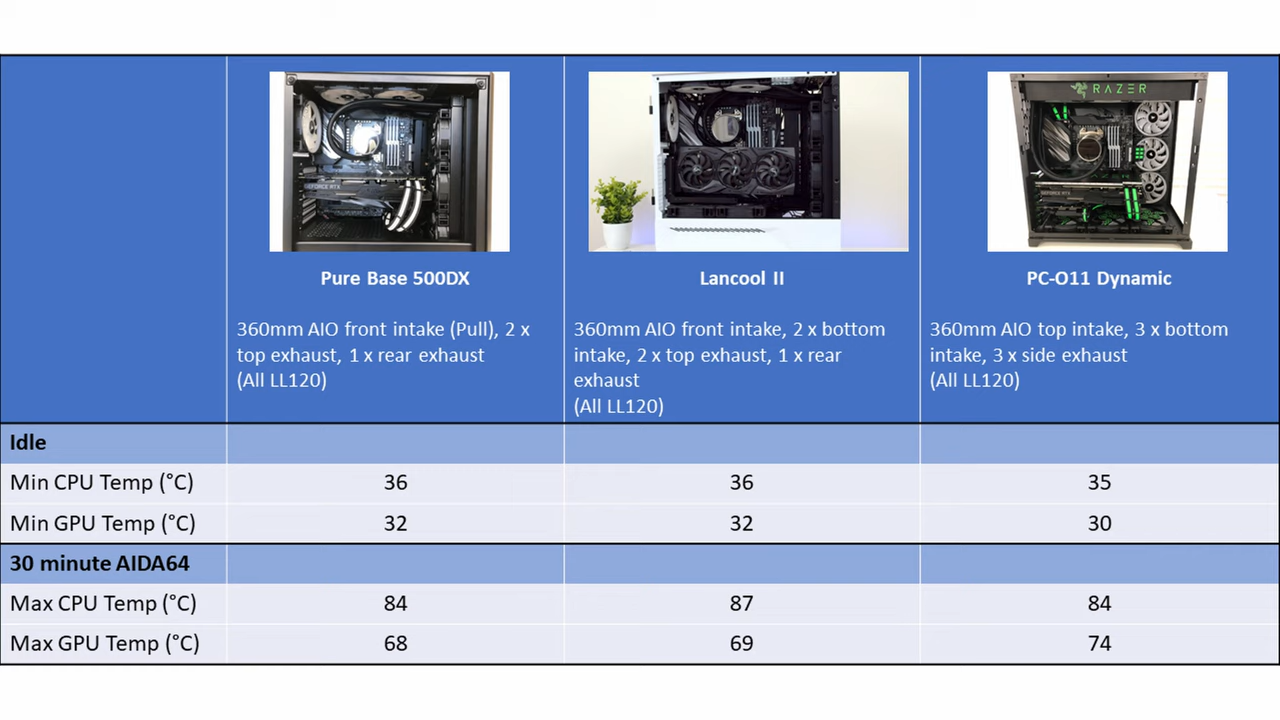 RAZER
GEFORCE RTX
GEFORCE RTX
Pure Base 500DX
Lancool II
PC-O11 Dynamic
360mm AIO front intake (Pull), 2 x
top exhaust, 1 x rear exhaust
(All LL120)
360mm AIO front intake, 2 x bottom
intake, 2 x top exhaust, 1 x rear
exhaust
(All LL120)
360mm AIO top intake, 3 x bottom
intake, 3 x side exhaust
(All LL120)
Idle
Min CPU Temp (°C) 36 36 35
Min GPU Temp (°C) 32 32 30
30 minute AIDA64
Max CPU Temp (°C) 84 87 84
Max GPU Temp (°C) 68 69 74